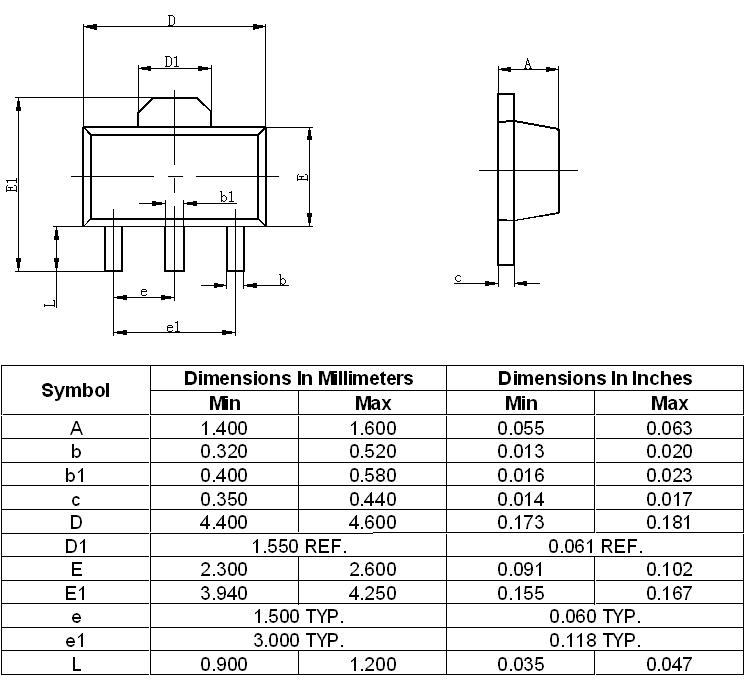 D
D1
A
E1
E
b1
L
e
b
e1
c
Symbol Dimensions In Millimeters Dimensions In Inches
Min Max Min Max
A 1.400 1.600 0.055 0.063
b 0.320 0.520 0.013 0.020
b1 0.400 0.580 0.016 0.023
c 0.350 0.440 0.014 0.017
D 4.400 4.600 0.173 0.181
D1 1.550 REF. 0.061 REF.
E 2.300 2.600 0.091 0.102
E1 3.940 4.250 0.155 0.167
e 1.500 TYP. 0.060 TYP.
e1 3.000 TYP. 0.118 TYP.
L 0.900 1.200 0.035 0.047